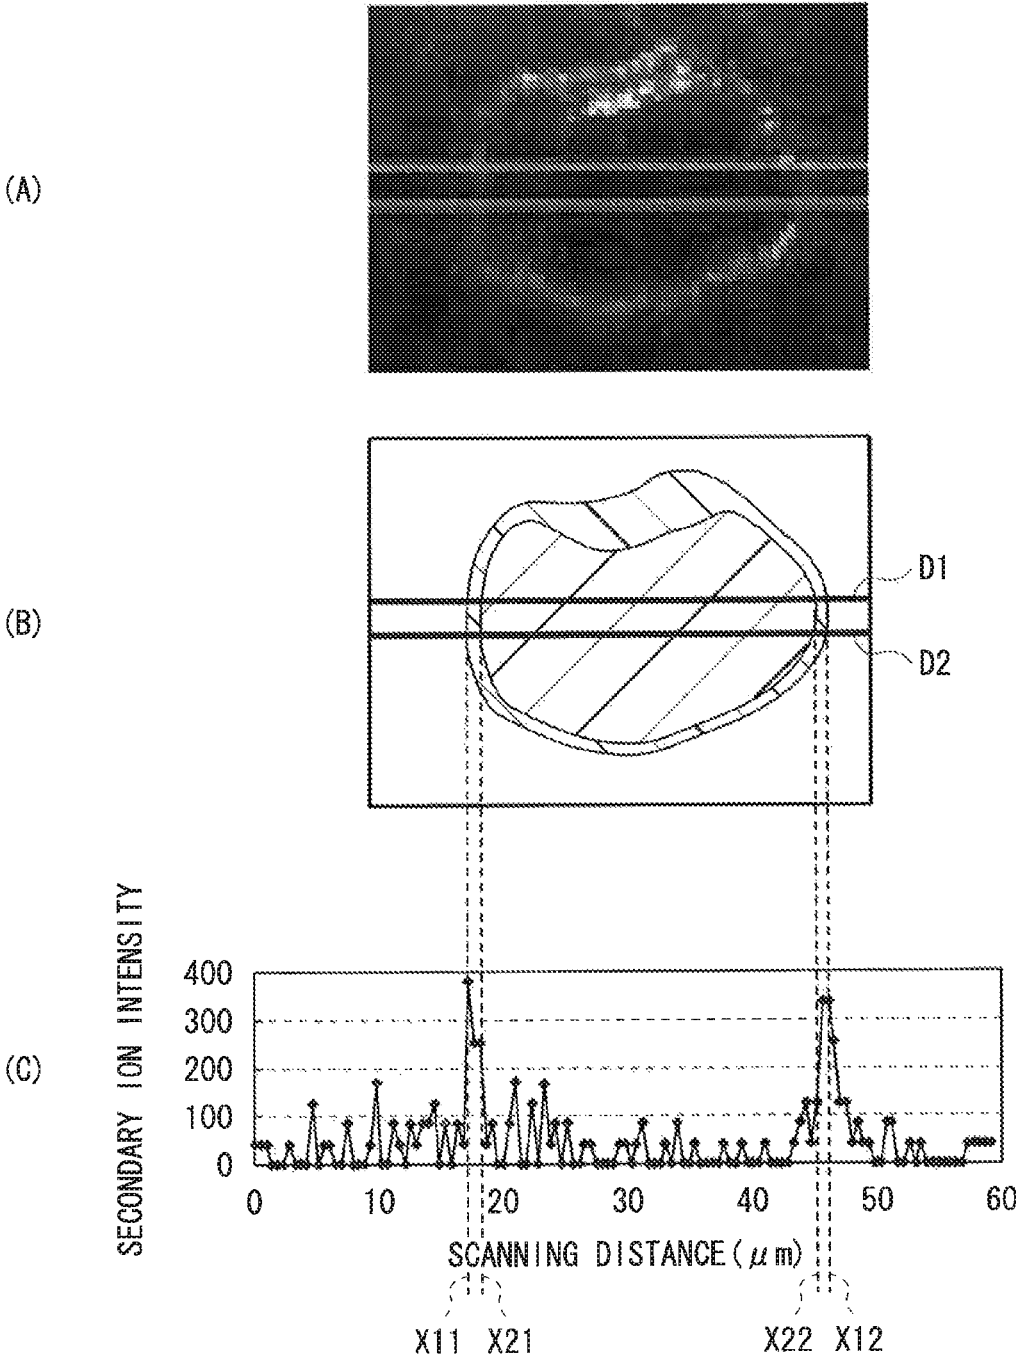 (A)
(B)
D1
D2
(C)
SECONDARY ION INTENSITY
400
300
200
100
0
0 10 20 30 40 50 60
SCANNING DISTANCE(μm)
X11 X21 X22 X12